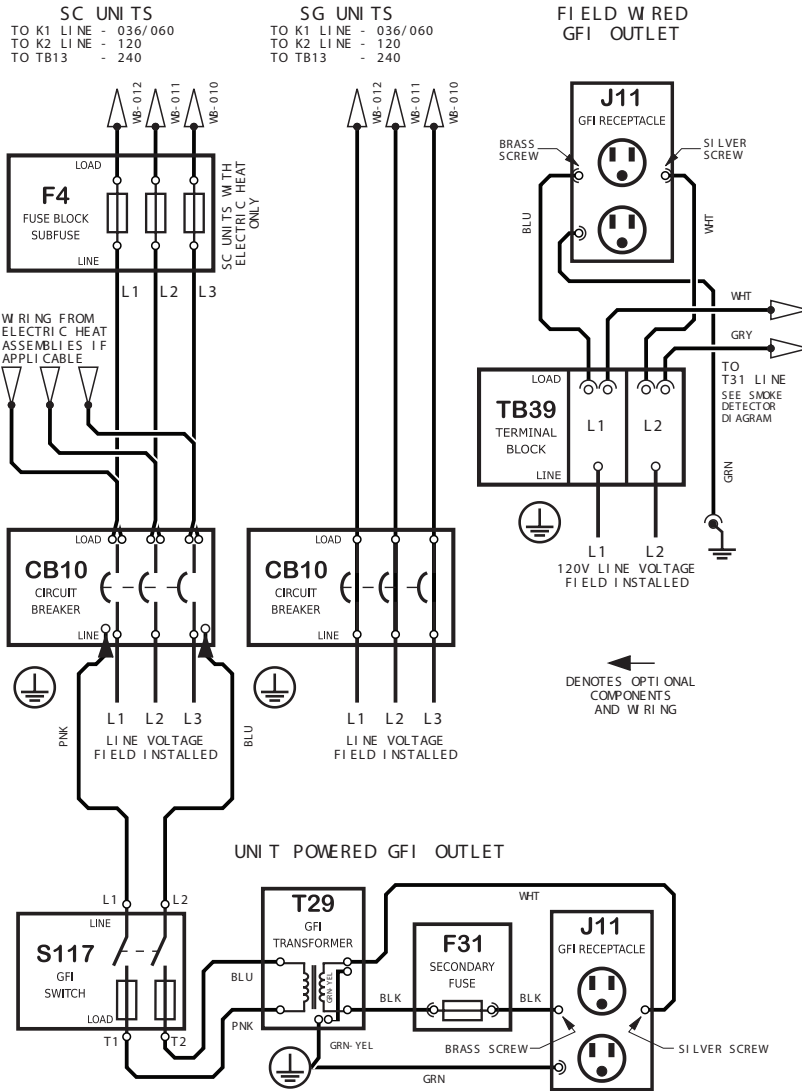 SC UNITS
TO K1 LINE - 036/060
TO K2 LINE - 120
TO TB13 - 240
WB-012
WB-011
WB-010
LOAD
F4
FUSE BLOCK
SUBFUSE
LINE
SC UNITS WITH
ELECTRIC HEAT
ONLY
L1
L2
L3
WIRING FROM
ELECTRIC HEAT
ASSEMBLIES IF
APPLICABLE
LOAD
CB10
CIRCUIT
BREAKER
LINE
PNK
BLU
L1
L2
L3
LINE VOLTAGE
FIELD INSTALLED
SG UNITS
TO K1 LINE - 036/060
TO K2 LINE - 120
TO TB13 - 240
WB-012
WB-011
WB-010
LOAD
CB10
CIRCUIT
BREAKER
LINE
L1
L2
L3
LINE VOLTAGE
FIELD INSTALLED
FIELD WIRED
GFI OUTLET
J11
GFI RECEPTACLE
BRASS
SCREW
SILVER
SCREW
BLU
WHT
WHT
GRY
TO
T31 LINE
SEE SMOKE
DETECTOR
DIAGRAM
LOAD
TB39
TERMINAL
BLOCK
LINE
L1
L2
GRN
L1
L2
120V LINE VOLTAGE
FIELD INSTALLED
DENOTES OPTIONAL
COMPONENTS
AND WIRING
UNIT POWERED GFI OUTLET
L1
L2
LINE
S117
GFI
SWITCH
LOAD
T1
T2
BLU
PNK
T29
GFI
TRANSFORMER
GRN-YEL
GRN-YEL
BLK
F31
SECONDARY
FUSE
BLK
WHT
J11
GFI RECEPTACLE
BRASS SCREW
SILVER SCREW
GRN